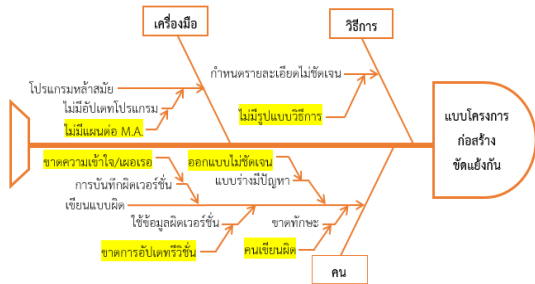 เครื่องมือ
วิธีการ
กำหนดรายละเอียดไม่ชัดเจน
โปรแกรมหล้าสมัย
ไม่มีอัปเดทโปรแกรม
ไม่มีรูปแบบวิธีการ
ไม่มีแผนต่อ M.A.
แบบโครงการ
ก่อสร้าง
ขัดแย้งกัน
ขาดความเข้าใจ/เผอเรอ
ออกแบบไม่ชัดเจน
การบันทึกผิดเวอร์ชั่น
แบบร่างมีปัญหา
เขียนแบบผิด
ใช้ข้อมูลผิดเวอร์ชั่น
ขาดทักษะ
ขาดการอัปเดทรีวิชั่น
คนเขียนผิด
คน